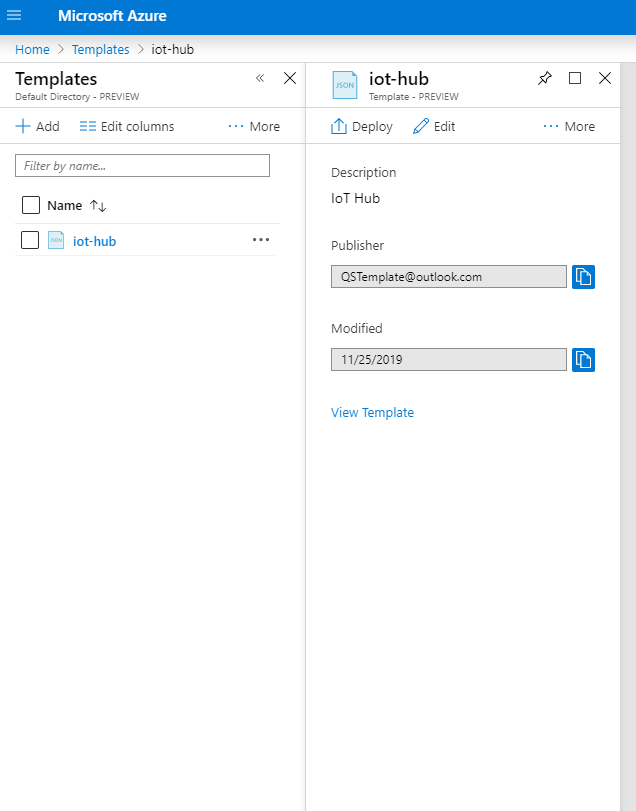 Microsoft Azure
Home > Templates > iot-hub
Templates
Default Directory - PREVIEW
Add
Edit columns
More
Filter by name...
Name
JSON
iot-hub
JSON
iot-hub
Template - PREVIEW
Deploy
Edit
More
Description
IoT Hub
Publisher
QSTemplate@outlook.com
Modified
11/25/2019
View Template